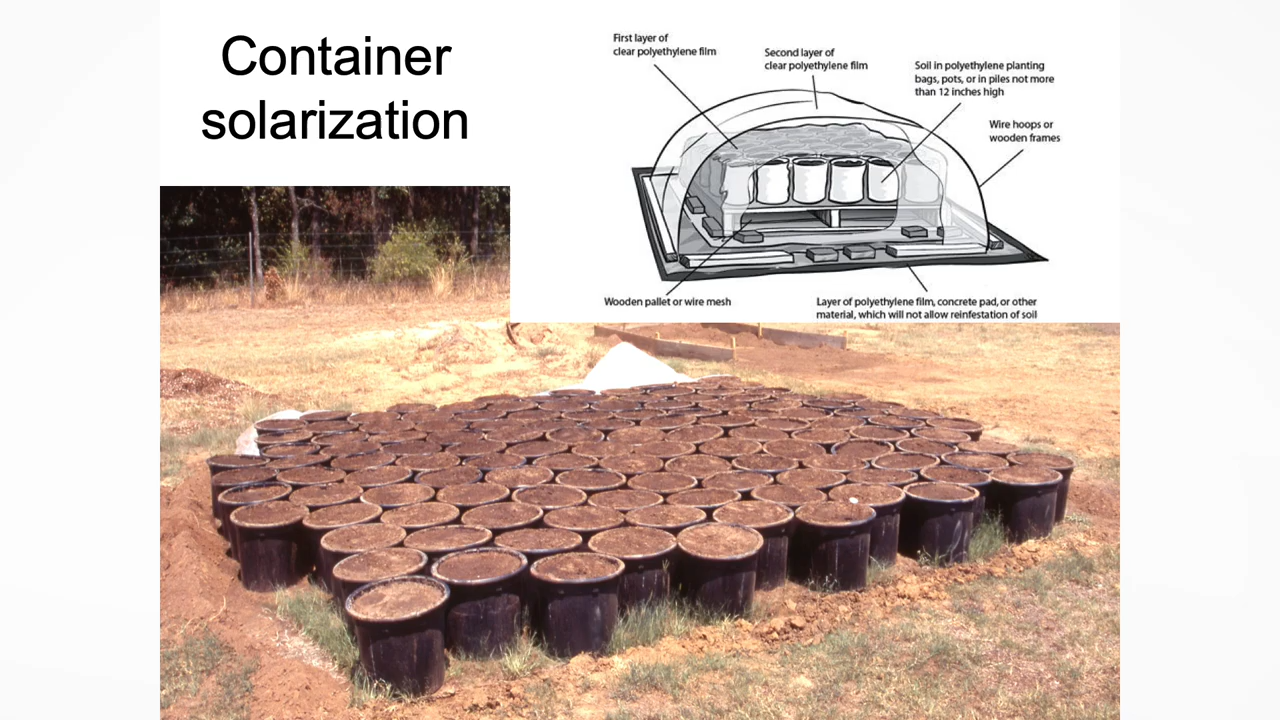 Container
solarization
First layer of
clear polyethylene film
Second layer of
clear polyethylene film
Soil in polyethylene planting
bags, pots, or in piles not more
than 12 inches high
Wire hoops or
wooden frames
Wooden pallet or wire mesh
Layer of polyethylene film, concrete pad, or other
material, which will not allow reinfestation of soil